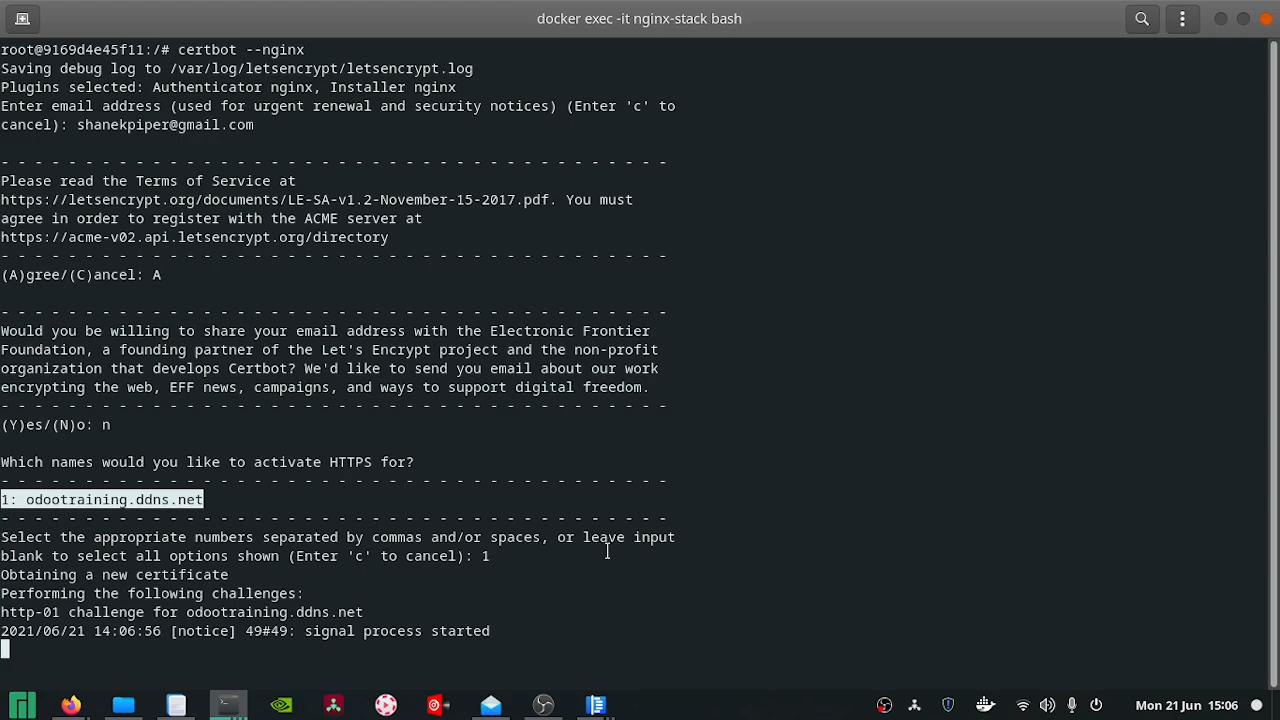 docker exec -it nginx-stack bash
root@9169d4e45f11:/# certbot --nginx
Saving debug log to /var/log/letsencrypt/letsencrypt.log
Plugins selected: Authenticator nginx, Installer nginx
Enter email address (used for urgent renewal and security notices) (Enter 'c' to
cancel): shanekpiper@gmail.com
- - - - - - - - - - - - - - - - - - - - - - - - - - - - - - - - - - - - - - - -
Please read the Terms of Service at
https://letsencrypt.org/documents/LE-SA-v1.2-November-15-2017.pdf. You must
agree in order to register with the ACME server at
https://acme-v02.api.letsencrypt.org/directory
- - - - - - - - - - - - - - - - - - - - - - - - - - - - - - - - - - - - - - - -
(A)gree/(C)ancel: A
- - - - - - - - - - - - - - - - - - - - - - - - - - - - - - - - - - - - - - - -
Would you be willing to share your email address with the Electronic Frontier
Foundation, a founding partner of the Let's Encrypt project and the non-profit
organization that develops Certbot? We'd like to send you email about our work
encrypting the web, EFF news, campaigns, and ways to support digital freedom.
- - - - - - - - - - - - - - - - - - - - - - - - - - - - - - - - - - - - - - - -
(Y)es/(N)o: n
Which names would you like to activate HTTPS for?
- - - - - - - - - - - - - - - - - - - - - - - - - - - - - - - - - - - - - - - -
1: odootraining.ddns.net
- - - - - - - - - - - - - - - - - - - - - - - - - - - - - - - - - - - - - - - -
Select the appropriate numbers separated by commas and/or spaces, or leave input
blank to select all options shown (Enter 'c' to cancel): 1
Obtaining a new certificate
Performing the following challenges:
http-01 challenge for odootraining.ddns.net
2021/06/21 14:06:56 [notice] 49#49: signal process started
Mon 21 Jun 15:06